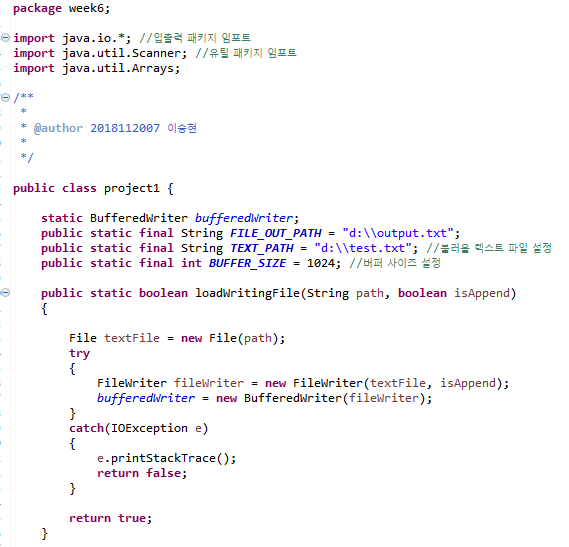 package week6;
import java.io.*; //입출력 패키지 임포트
import java.util.Scanner; //유틸 패키지 임포트
import java.util.Arrays;
/**
*
* @author 2018112007 이승현
*
*/
public class project1 {
static BufferedWriter bufferedWriter;
public static final String FILE_OUT_PATH = "d:\\output.txt";
public static final String TEXT_PATH = "d:\\test.txt"; //불러올 텍스트 파일 설정
public static final int BUFFER_SIZE = 1024; //버퍼 사이즈 설정
public static boolean loadWritingFile(String path, boolean isAppend)
{
File textFile = new File(path);
try
{
FileWriter fileWriter = new FileWriter(textFile, isAppend);
bufferedWriter = new BufferedWriter(fileWriter);
}
catch(IOException e)
{
e.printStackTrace();
return false;
}
return true;
}